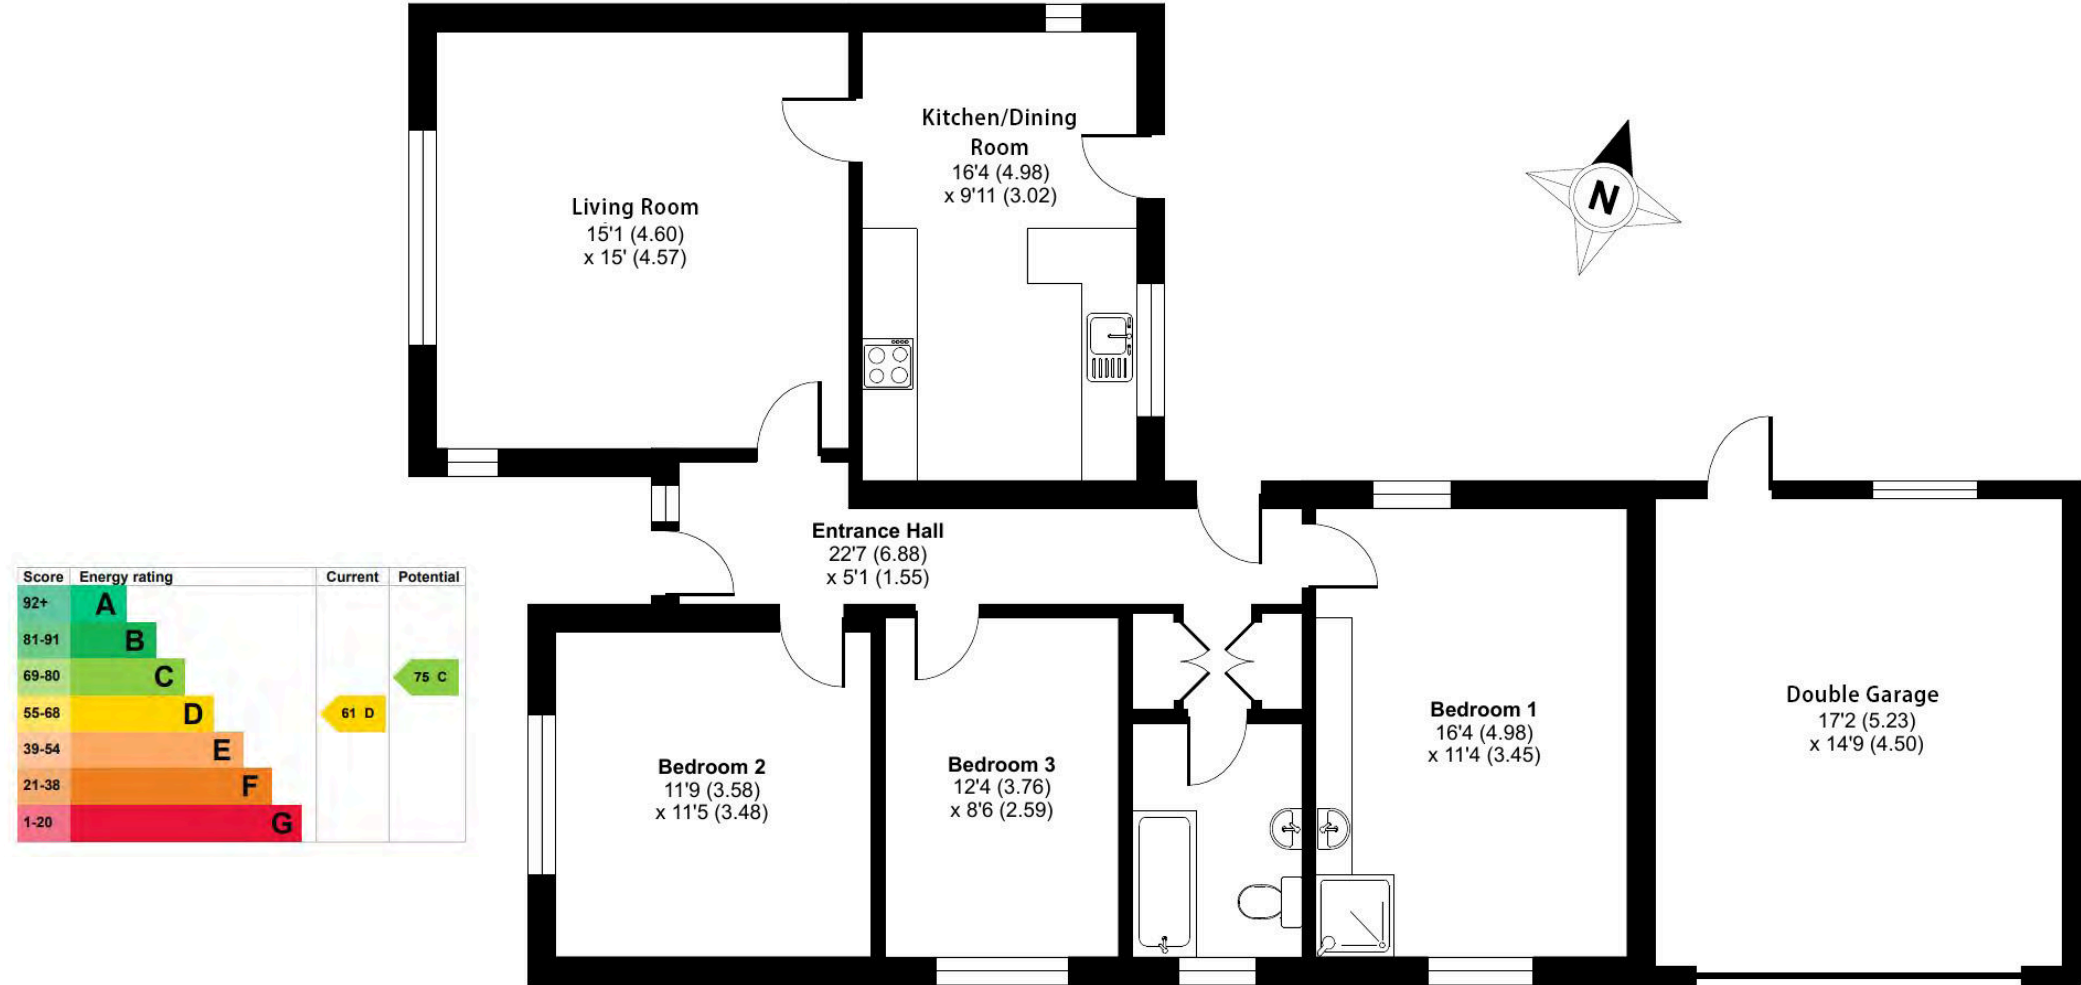 Kitchen/Dining
Room
16'4 (4.98)
x 9'11 (3.02)
Living Room
15'1 (4.60)
x 15' (4.57)
N
Entrance Hall
22'7 (6.88)
x 5'1 (1.55)
Score Energy rating Current Potential
92+ A
81-91 B
69-80 C 75 C
55-68 D 61 D
39-54 E
21-38 F
1-20 G
Bedroom 2
11'9 (3.58)
x 11'5 (3.48)
Bedroom 3
12'4 (3.76)
x 8'6 (2.59)
Bedroom 1
16'4 (4.98)
x 11'4 (3.45)
Double Garage
17'2 (5.23)
x 14'9 (4.50)